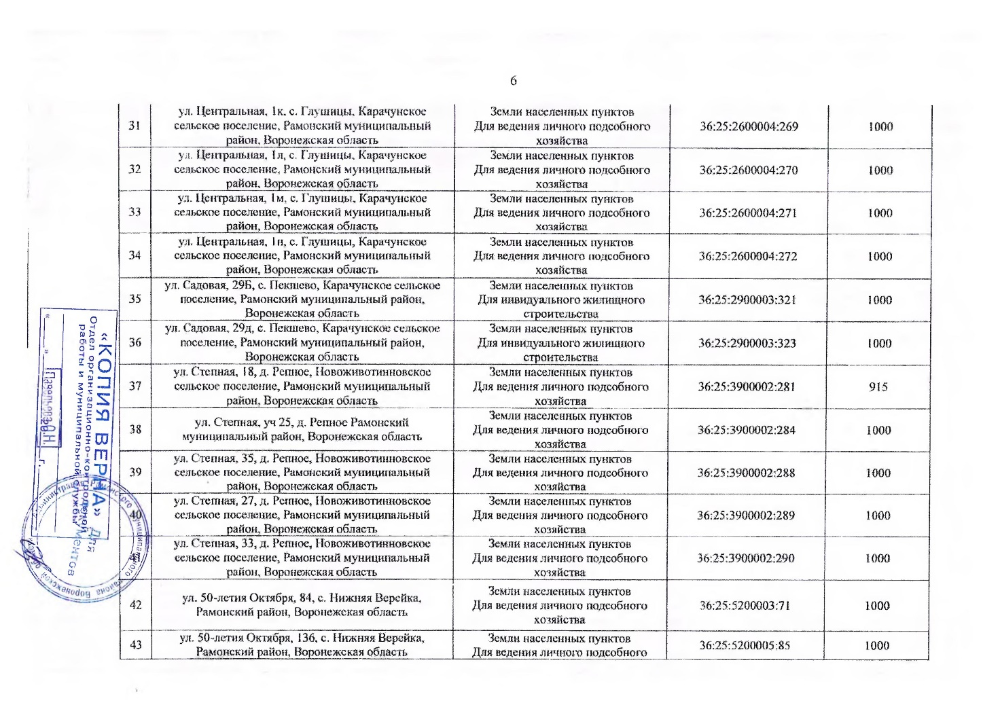 6
31
ул. Центральная, 1к, с. Глушицы, Карачунское
сельское поселение, Рамонский муниципальный
район, Воронежская область
Земли населенных пунктов
Для ведения личного подсобного
хозяйства
36:25:2600004:269
1000
32
ул. Центральная, 1л, с. Глушицы, Карачунское
сельское поселение, Рамонский муниципальный
район, Воронежская область
Земли населенных пунктов
Для ведения личного подсобного
хозяйства
36:25:2600004:270
1000
33
ул. Центральная, 1м, с. Глушицы, Карачунское
сельское поселение, Рамонский муниципальный
район, Воронежская область
Земли населенных пунктов
Для ведения личного подсобного
хозяйства
36:25:2600004:271
1000
34
ул. Центральная, 1н, с. Глушицы, Карачунское
сельское поселение, Рамонский муниципальный
район, Воронежская область
Земли населенных пунктов
Для ведения личного подсобного
хозяйства
36:25:2600004:272
1000
35
ул. Садовая, 29Б, с. Пекшево, Карачунское сельское
поселение, Рамонский муниципальный район,
Воронежская область
Земли населенных пунктов
Для инвидуального жилищного
строительства
36:25:2900003:321
1000
36
ул. Садовая, 29д, с. Пекшево, Карачунское сельское
поселение, Рамонский муниципальный район,
Воронежская область
Земли населенных пунктов
Для инвидуального жилищного
строительства
36:25:2900003:323
1000
37
ул. Степная, 18, д. Репное, Новоживотинновское
сельское поселение, Рамонский муниципальный
район, Воронежская область
Земли населенных пунктов
Для ведения личного подсобного
хозяйства
36:25:3900002:281
915
38
ул. Степная, уч 25, д. Репное Рамонский
муниципальный район, Воронежская область
Земли населенных пунктов
Для ведения личного подсобного
хозяйства
36:25:3900002:284
1000
39
ул. Степная, 35, д. Репное, Новоживотинновское
сельское поселение, Рамонский муниципальный
район, Воронежская область
Земли населенных пунктов
Для ведения личного подсобного
хозяйства
36:25:3900002:288
1000
40
ул. Степная, 27, д. Репное, Новоживотинновское
сельское поселение, Рамонский муниципальный
район, Воронежская область
Земли населенных пунктов
Для ведения личного подсобного
хозяйства
36:25:3900002:289
1000
41
ул. Степная, 33, д. Репное, Новоживотинновское
сельское поселение, Рамонский муниципальный
район, Воронежская область
Земли населенных пунктов
Для ведения личного подсобного
хозяйства
36:25:3900002:290
1000
42
ул. 50-летия Октября, 84, с. Нижняя Верейка,
Рамонский район, Воронежская область
Земли населенных пунктов
Для ведения личного подсобного
хозяйства
36:25:5200003:71
1000
43
ул. 50-летия Октября, 136, с. Нижняя Верейка,
Рамонский район, Воронежская область
Земли населенных пунктов
Для ведения личного подсобного
36:25:5200005:85
1000
«КОПИЯ ВЕРНА»
Отдел организационно-контрольной
работы и муниципальной службы
Для
документов